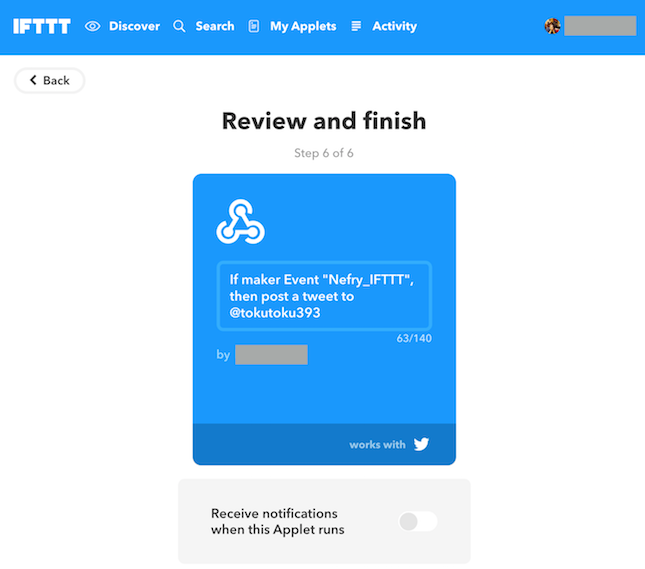 IFTTT Discover Search My Applets Activity
Back
Review and finish
Step 6 of 6
If maker Event "Nefry_IFTTT",
then post a tweet to
@tokutoku393
63/140
by
works with
Receive notifications
when this Applet runs